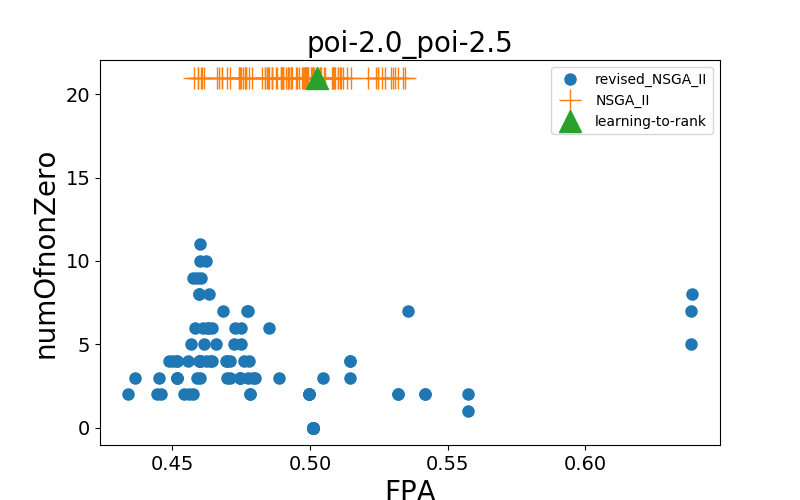 poi-2.0_poi-2.5
revised_NSGA_II
NSGA_II
learning-to-rank
numOfnonZero
20
15
10
5
0
0.45 0.50 0.55 0.60
FPA